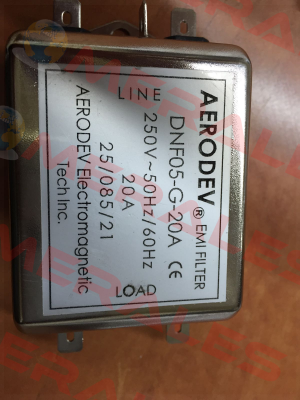 AERODEV® EMI FILTER
DNF05-G-20A CE
LINE 250V~50Hz/60Hz
20A LOAD
25/085/21
AERODEV Electromagnetic
Tech Inc.